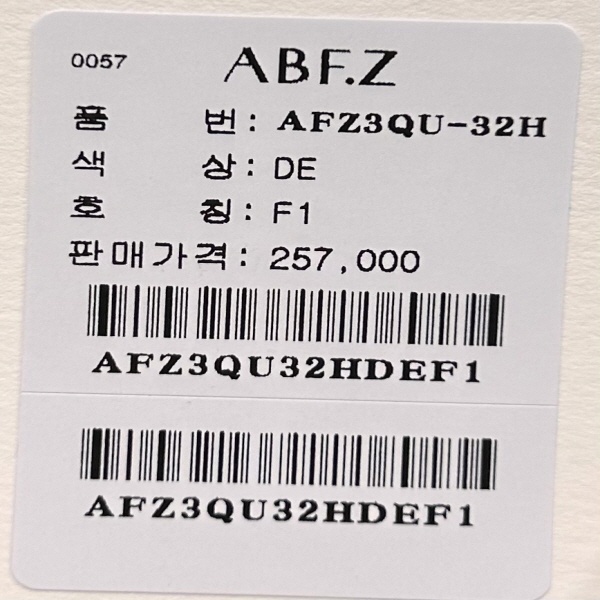 0057 ABF.Z
품 번: AFZ3QU-32H
색 상: DE
호 칭: F1
판매가격: 257,000
AFZ3QU32HDEF1
AFZ3QU32HDEF1